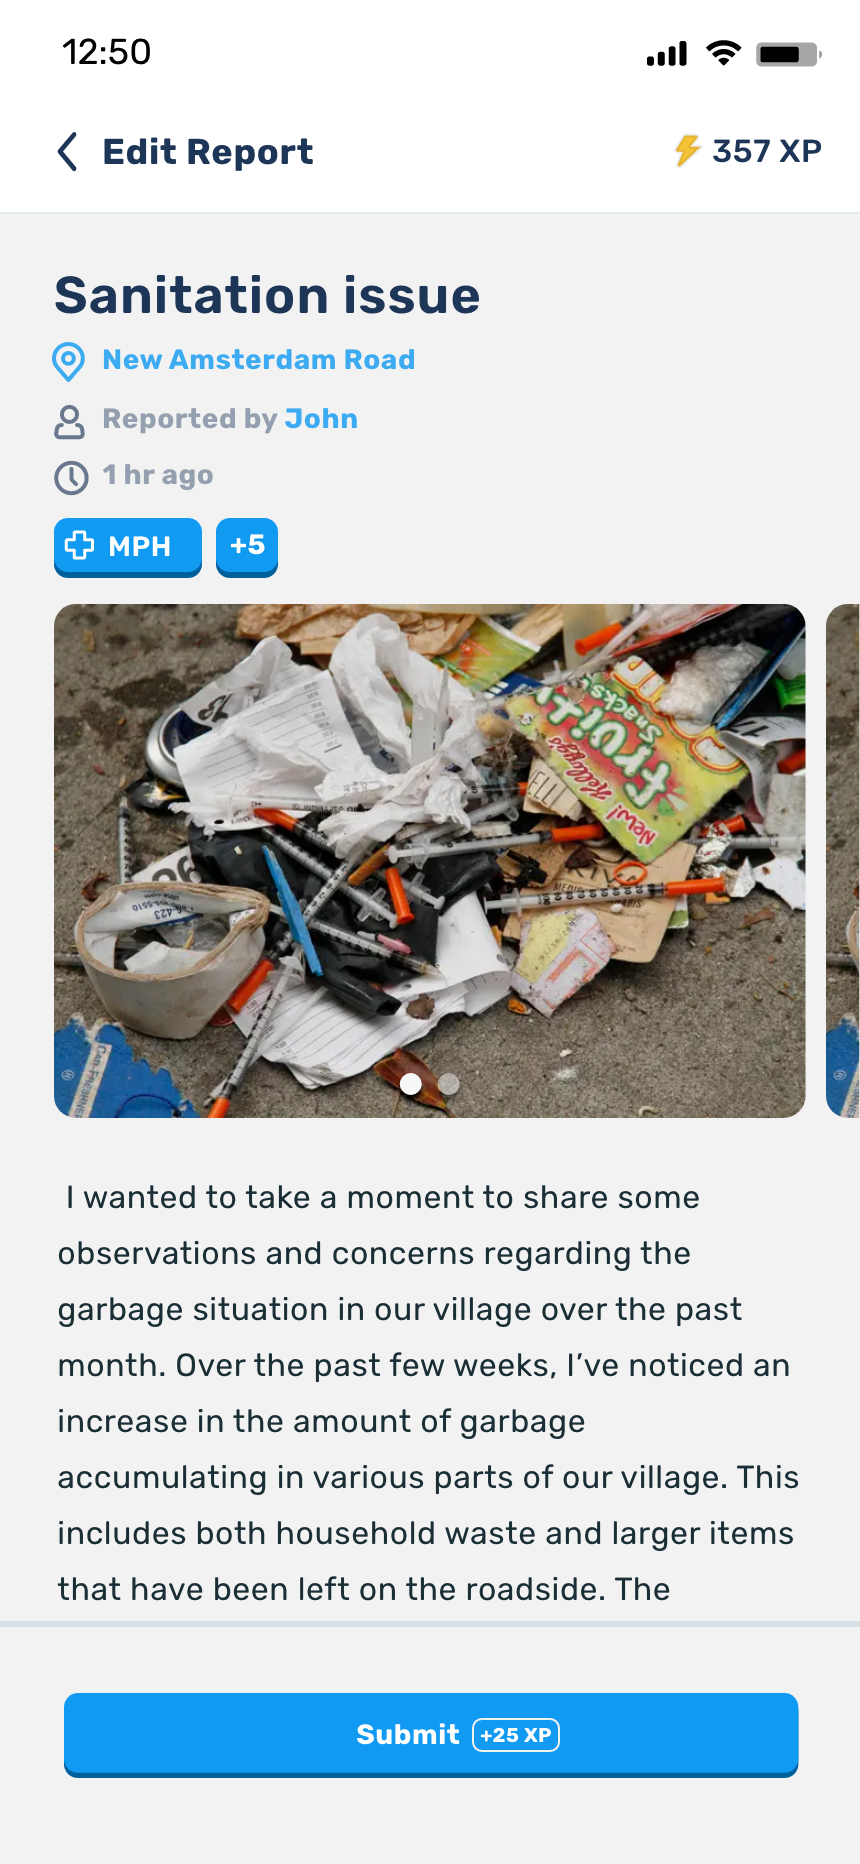 12:50
Edit Report
357 XP
Sanitation issue
New Amsterdam Road
Reported by John
1 hr ago
MPH
+5
New!
Kellogg's
fruity
Snacks
CAR FRESHNER
I wanted to take a moment to share some
observations and concerns regarding the
garbage situation in our village over the past
month. Over the past few weeks, I’ve noticed an
increase in the amount of garbage
accumulating in various parts of our village. This
includes both household waste and larger items
that have been left on the roadside. The
Submit +25 XP